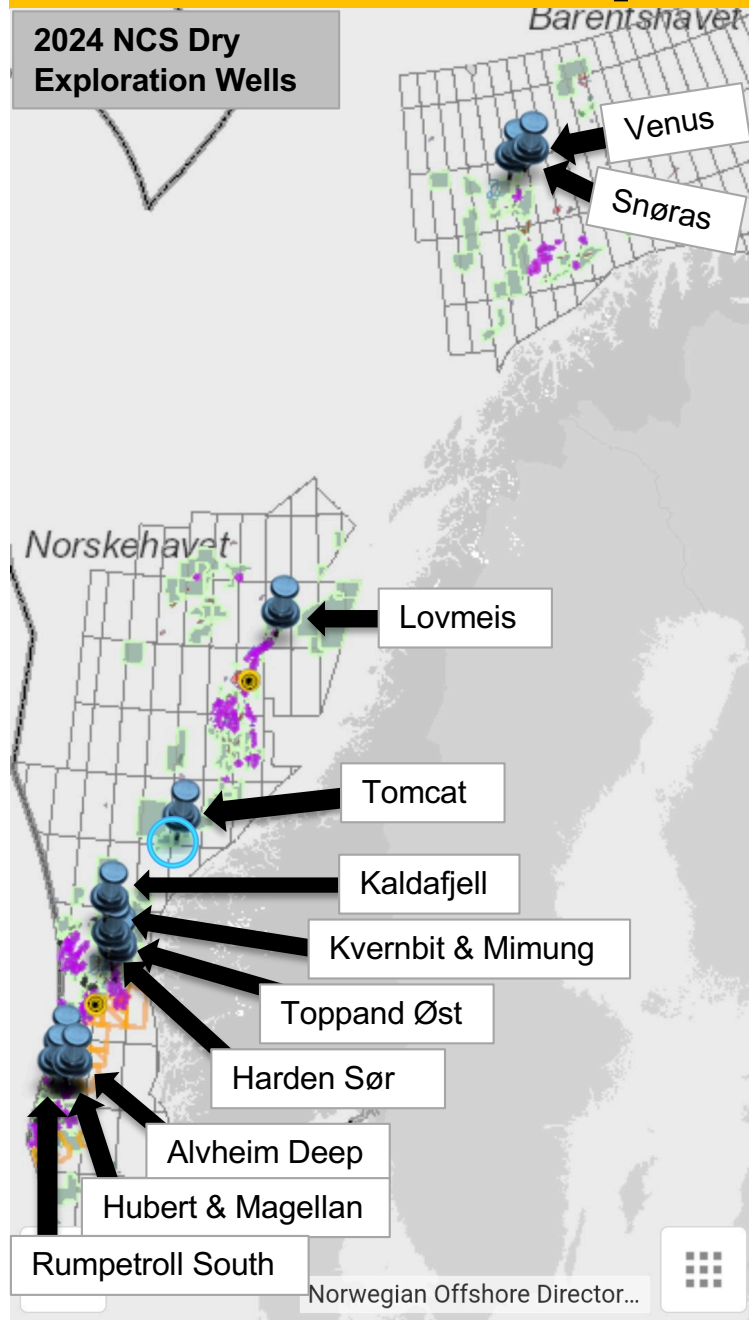 2024 NCS Dry
Exploration Wells
Barentshavet
Venus
Snøras
Norskehavet
Lovmeis
Tomcat
Kaldafjell
Kvernbit & Mimung
Toppand Øst
Harden Sør
Alvheim Deep
Hubert & Magellan
Rumpetroll South
Norwegian Offshore Director...